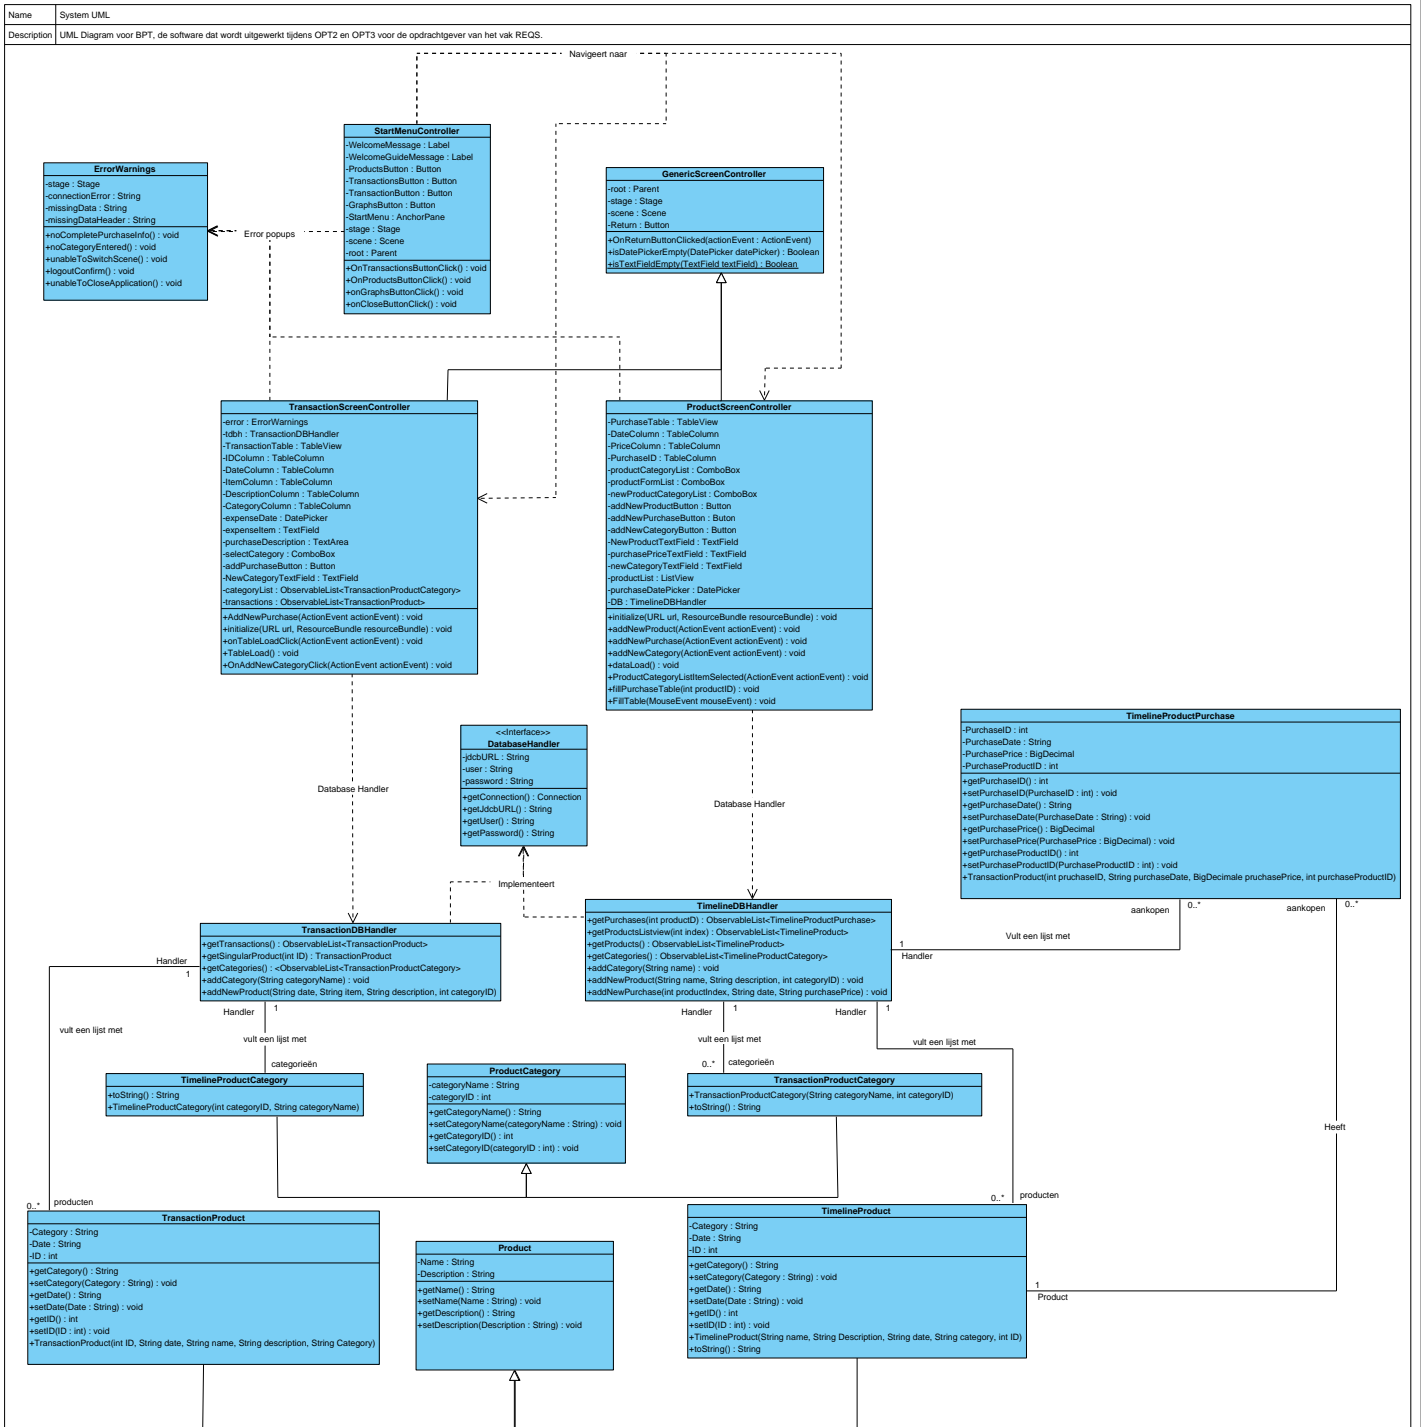 Name System UML
Description UML Diagram voor BPT, de software dat wordt uitgewerkt tijdens OPT2 en OPT3 voor de opdrachtgever van het vak REQS.
Navigeert naar
StartMenuController
-WelcomeMessage : Label
-WelcomeGuideMessage : Label
-ProductsButton : Button
-TransactionsButton : Button
-TransactionButton : Button
-GraphsButton : Button
-StartMenu : AnchorPane
-stage : Stage
-scene : Scene
-root : Parent
+OnTransactionsButtonClick() : void
+OnProductsButtonClick() : void
+onGraphsButtonClick() : void
+onCloseButtonClick() : void
ErrorWarnings
-stage : Stage
-connectionError : String
-missingData : String
-missingDataHeader : String
+noCompletePurchaseInfo() : void
+noCategoryEntered() : void
+unableToSwitchScene() : void
+logoutConfirm() : void
+unableToCloseApplication() : void
Error popups
GenericScreenController
-root : Parent
-stage : Stage
-scene : Scene
-Return : Button
+OnReturnButtonClicked(actionEvent : ActionEvent)
+isDatePickerEmpty(DatePicker datePicker) : Boolean
+isTextFieldEmpty(TextField textField) : Boolean
TransactionScreenController
-error : ErrorWarnings
-tdbh : TransactionDBHandler
-TransactionTable : TableView
-IDColumn : TableColumn
-DateColumn : TableColumn
-ItemColumn : TableColumn
-DescriptionColumn : TableColumn
-CategoryColumn : TableColumn
-expenseDate : DatePicker
-expenseItem : TextField
-purchaseDescription : TextArea
-selectCategory : ComboBox
-addPurchaseButton : Button
-NewCategoryTextField : TextField
-categoryList : ObservableList<TransactionProductCategory>
-transactions : ObservableList<TransactionProduct>
+AddNewPurchase(ActionEvent actionEvent) : void
+initialize(URL url, ResourceBundle resourceBundle) : void
+onTableLoadClick(ActionEvent actionEvent) : void
+TableLoad() : void
+OnAddNewCategoryClick(ActionEvent actionEvent) : void
ProductScreenController
-PurchaseTable : TableView
-DateColumn : TableColumn
-PriceColumn : TableColumn
-PurchaseID : TableColumn
-productCategoryList : ComboBox
-productFormList : ComboBox
-newProductCategoryList : ComboBox
-addNewProductButton : Button
-addNewPurchaseButton : Buton
-addNewCategoryButton : Button
-NewProductTextField : TextField
-purchasePriceTextField : TextField
-newCategoryTextField : TextField
-productList : ListView
-purchaseDatePicker : DatePicker
-DB : TimelineDBHandler
+initialize(URL url, ResourceBundle resourceBundle) : void
+addNewProduct(ActionEvent actionEvent) : void
+addNewPurchase(ActionEvent actionEvent) : void
+addNewCategory(ActionEvent actionEvent) : void
+dataLoad() : void
+ProductCategoryListItemSelected(ActionEvent actionEvent) : void
+fillPurchaseTable(int productID) : void
+FillTable(MouseEvent mouseEvent) : void
Database Handler
<<Interface>>
DatabaseHandler
-jdcbURL : String
-user : String
-password : String
+getConnection() : Connection
+getJdcbURL() : String
+getUser() : String
+getPassword() : String
Database Handler
TimelineProductPurchase
-PurchaseID : int
-PurchaseDate : String
-PurchasePrice : BigDecimal
-PurchaseProductID : int
+getPurchaseID() : int
+setPurchaseID(PurchaseID : int) : void
+getPurchaseDate() : String
+setPurchaseDate(PurchaseDate : String) : void
+getPurchasePrice() : BigDecimal
+setPurchasePrice(PurchasePrice : BigDecimal) : void
+getPurchaseProductID() : int
+setPurchaseProductID(PurchaseProductID : int) : void
+TransactionProduct(int pruchaseID, String purchaseDate, BigDecimale pruchasePrice, int purchaseProductID)
Implementeert
aankopen 0..*
aankopen 0..*
TransactionDBHandler
+getTransactions() : ObservableList<TransactionProduct>
+getSingularProduct(int ID) : TransactionProduct
+getCategories() : <ObservableList<TransactionProductCategory>
+addCategory(String categoryName) : void
+addNewProduct(String date, String item, String description, int categoryID)
TimelineDBHandler
+getPurchases(int productD) : ObservableList<TimelineProductPurchase>
+getProductsListview(int index) : ObservableList<TimelineProduct>
+getProducts() : ObservableList<TimelineProduct>
+getCategories() : ObservableList<TimelineProductCategory>
+addCategory(String name) : void
+addNewProduct(String name, String description, int categoryID) : void
+addNewPurchase(int productIndex, String date, String purchasePrice) : void
Vult een lijst met
1
Handler
Handler
1
Handler 1
vult een lijst met
vult een lijst met
categorieën
Handler 1
vult een lijst met
0..* categorieën
Handler 1
vult een lijst met
TimelineProductCategory
+toString() : String
+TimelineProductCategory(int categoryID, String categoryName)
ProductCategory
-categoryName : String
-categoryID : int
+getCategoryName() : String
+setCategoryName(categoryName : String) : void
+getCategoryID() : int
+setCategoryID(categoryID : int) : void
TransactionProductCategory
+TransactionProductCategory(String categoryName, int categoryID)
+toString() : String
Heeft
0..* producten
0..* producten
TransactionProduct
-Category : String
-Date : String
-ID : int
+getCategory() : String
+setCategory(Category : String) : void
+getDate() : String
+setDate(Date : String) : void
+getID() : int
+setID(ID : int) : void
+TransactionProduct(int ID, String date, String name, String description, String Category)
Product
-Name : String
-Description : String
+getName() : String
+setName(Name : String) : void
+getDescription() : String
+setDescription(Description : String) : void
TimelineProduct
-Category : String
-Date : String
-ID : int
+getCategory() : String
+setCategory(Category : String) : void
+getDate() : String
+setDate(Date : String) : void
+getID() : int
+setID(ID : int) : void
+TimelineProduct(String name, String Description, String date, String category, int ID)
+toString() : String
1
Product